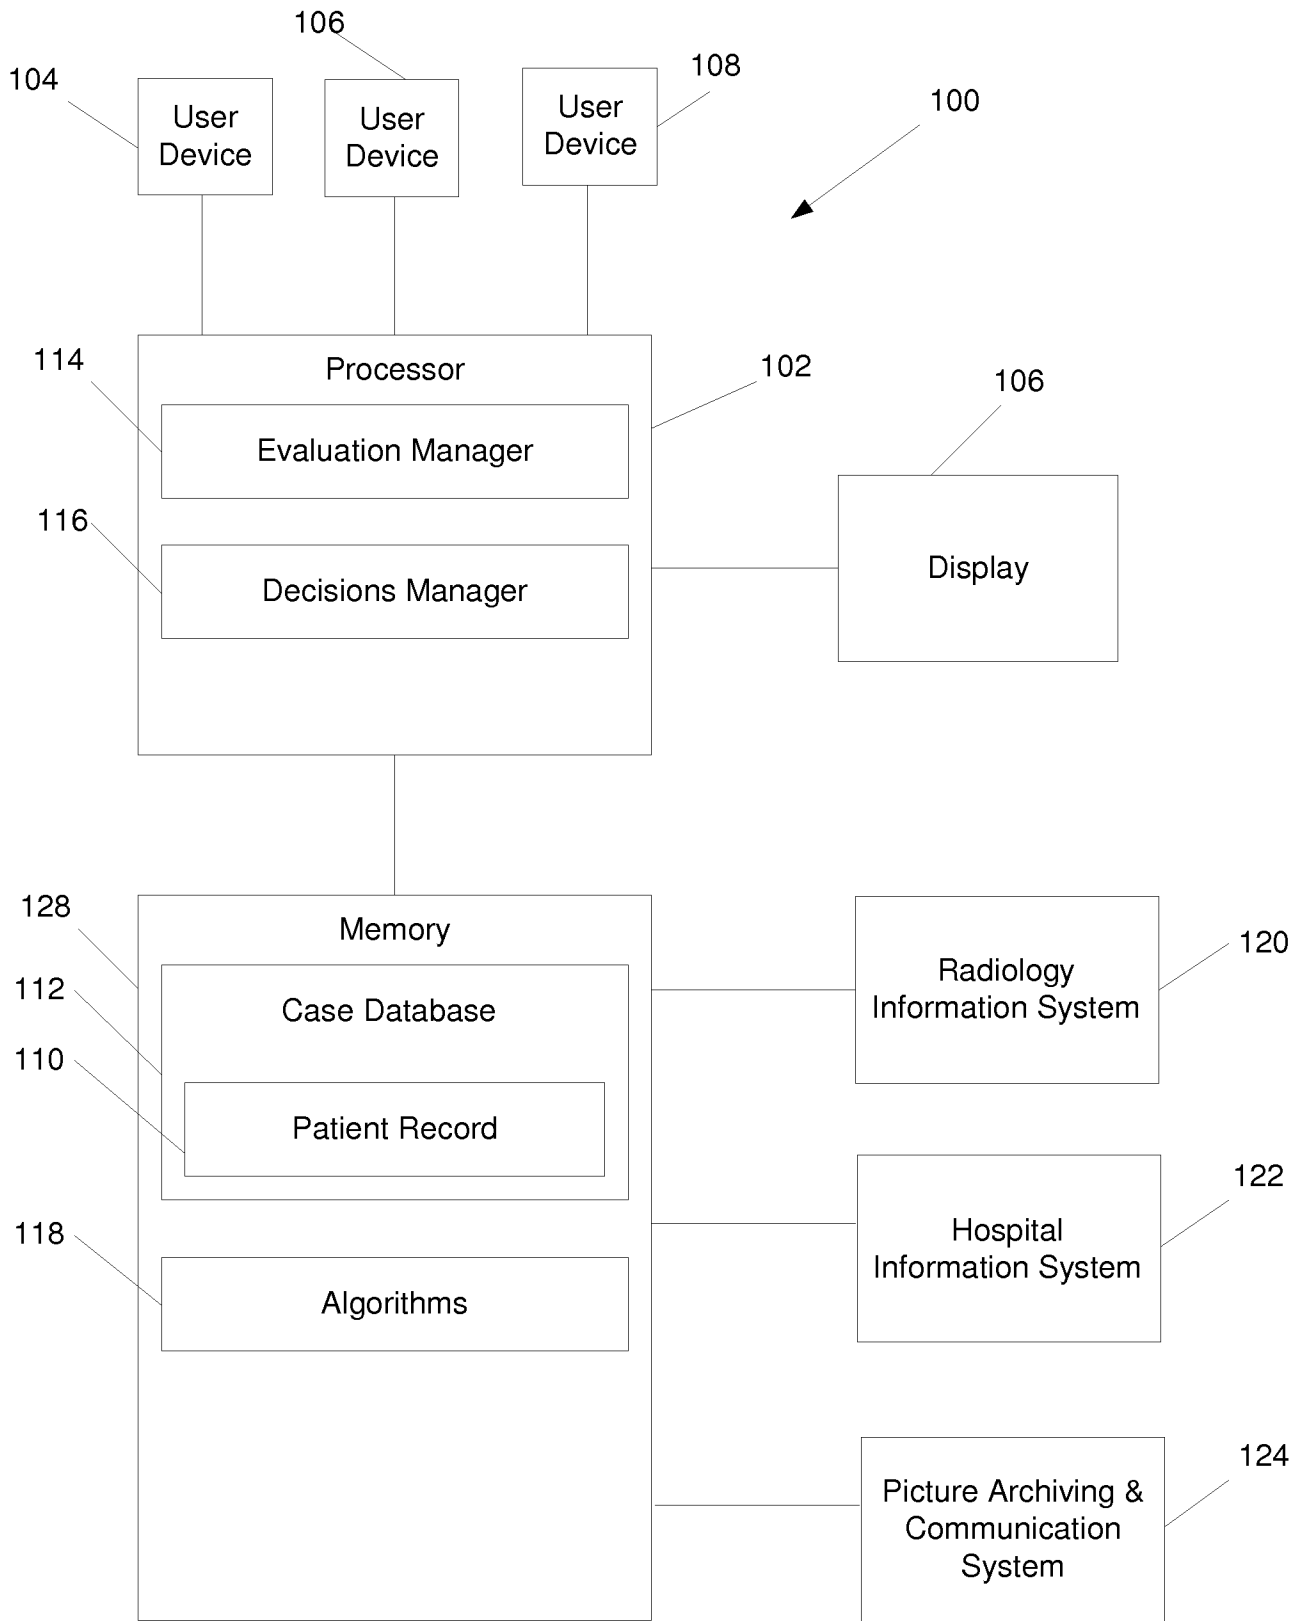 106
104
108
100
User
Device
User
Device
User
Device
114
Processor
102
106
Evaluation Manager
116
Decisions Manager
Display
128
Memory
120
112
Case Database
Radiology
Information System
110
Patient Record
122
118
Hospital
Information System
Algorithms
124
Picture Archiving &
Communication
System